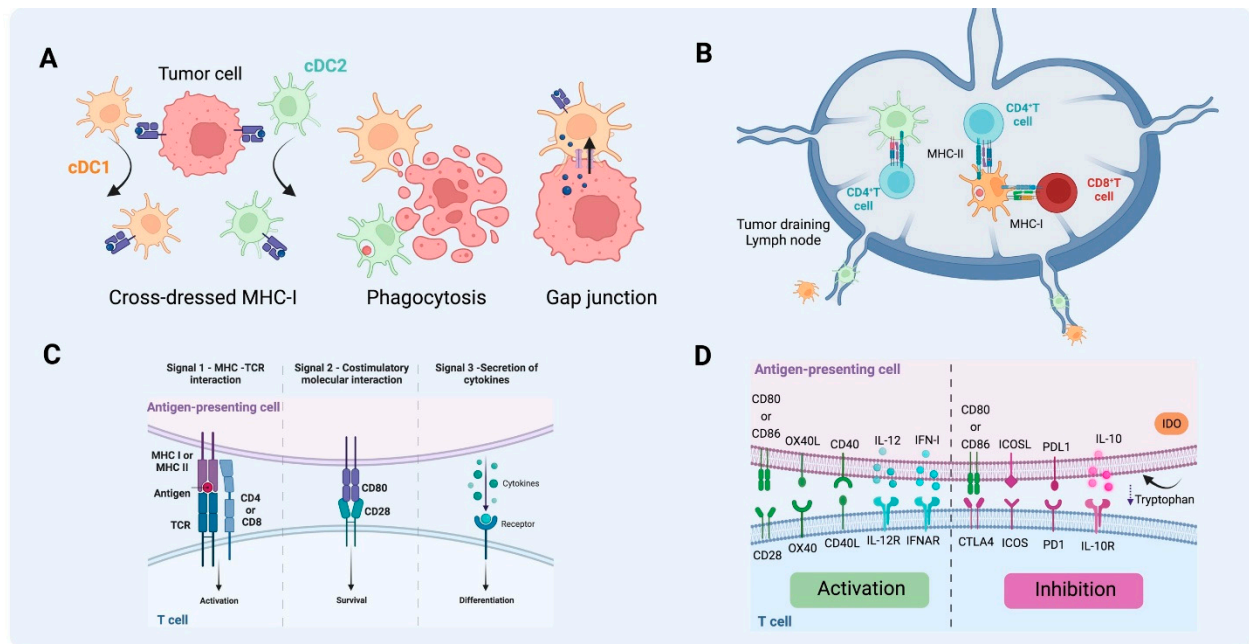 A
Tumor cell
cDC2
cDC1
Cross-dressed MHC-I
Phagocytosis
Gap junction
B
CD4⁺T
cell
MHC-II
CD4⁺T
cell
CD8⁺T
cell
MHC-I
Tumor draining
Lymph node
C
Signal 1 - MHC -TCR
interaction
Signal 2 - Costimulatory
molecular interaction
Signal 3 -Secretion of
cytokines
Antigen-presenting cell
MHC I or
MHC II
Antigen
TCR
CD4
or
CD8
CD80
CD28
Cytokines
Receptor
Activation
Survival
Differentiation
T cell
D
Antigen-presenting cell
CD80
or
CD86
OX40L
CD40
IL-12
IFN-I
CD80
or
CD86
ICOSL
PDL1
IL-10
IDO
Tryptophan
CD28
OX40
CD40L
IL-12R
IFNAR
CTLA4
ICOS
PD1
IL-10R
Activation
Inhibition
T cell